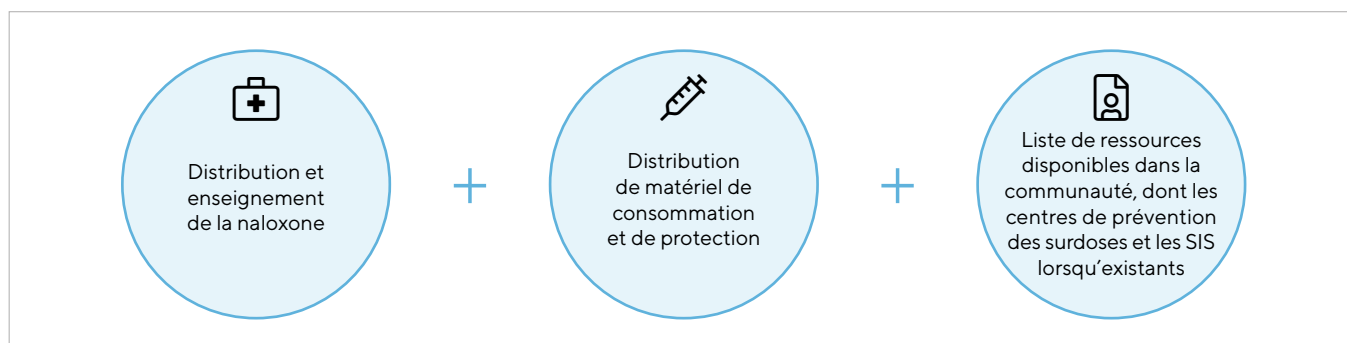 Distribution et
enseignement
de la naloxone
+
Distribution
de matériel de
consommation
et de protection
+
Liste de ressources
disponibles dans la
communauté, dont les
centres de prévention
des surdoses et les SIS
lorsqu’existants